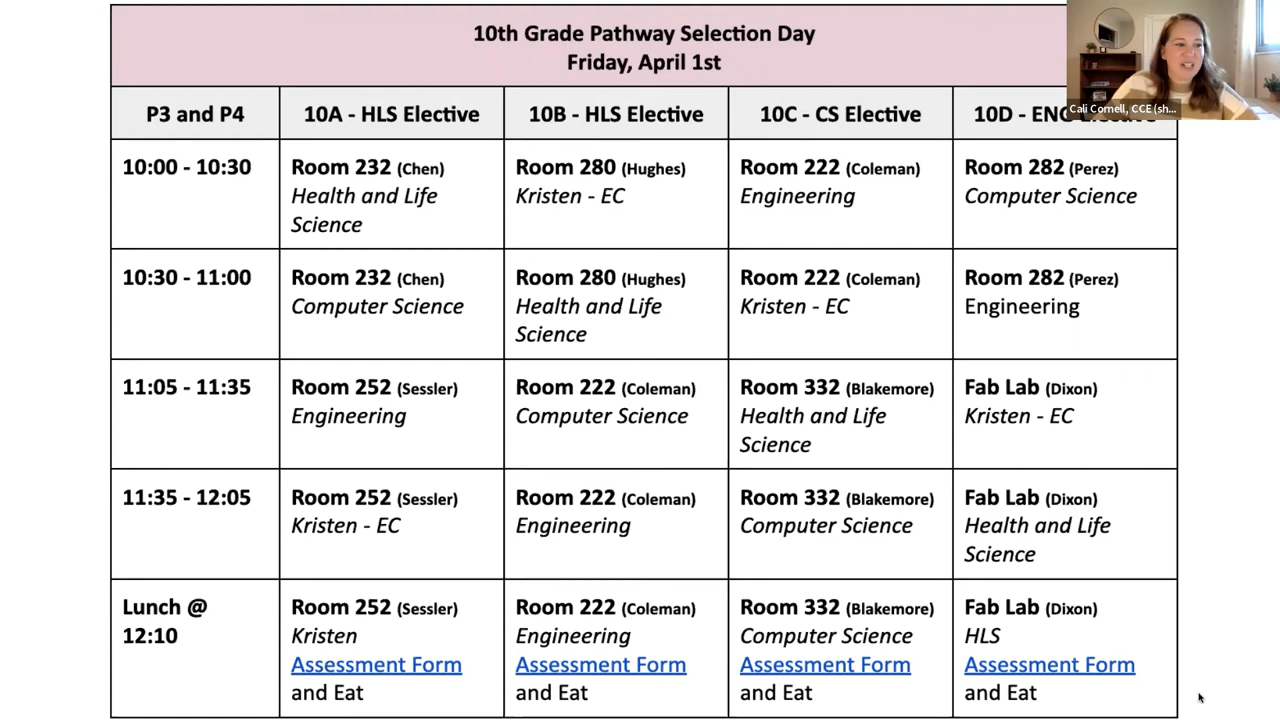 10th Grade Pathway Selection Day
Friday, April 1st
Cali Cornell, CCE (sh...
P3 and P4
10A - HLS Elective
10B - HLS Elective
10C - CS Elective
10D - ENG Elective
10:00 - 10:30
Room 232 (Chen)
Health and Life
Science
Room 280 (Hughes)
Kristen - EC
Room 222 (Coleman)
Engineering
Room 282 (Perez)
Computer Science
10:30 - 11:00
Room 232 (Chen)
Computer Science
Room 280 (Hughes)
Health and Life
Science
Room 222 (Coleman)
Kristen - EC
Room 282 (Perez)
Engineering
11:05 - 11:35
Room 252 (Sessler)
Engineering
Room 222 (Coleman)
Computer Science
Room 332 (Blakemore)
Health and Life
Science
Fab Lab (Dixon)
Kristen - EC
11:35 - 12:05
Room 252 (Sessler)
Kristen - EC
Room 222 (Coleman)
Engineering
Room 332 (Blakemore)
Computer Science
Fab Lab (Dixon)
Health and Life
Science
Lunch @
12:10
Room 252 (Sessler)
Kristen
Assessment Form
and Eat
Room 222 (Coleman)
Engineering
Assessment Form
and Eat
Room 332 (Blakemore)
Computer Science
Assessment Form
and Eat
Fab Lab (Dixon)
HLS
Assessment Form
and Eat